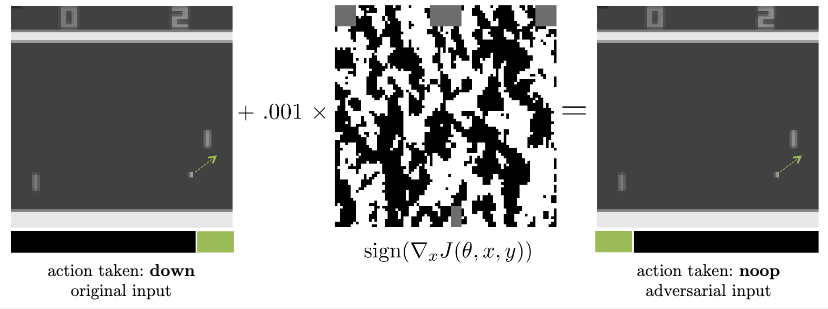 0 2
+ .001 ×
=
0 2
sign(∇ₓJ(θ, x, y))
action taken: down
original input
action taken: noop
adversarial input